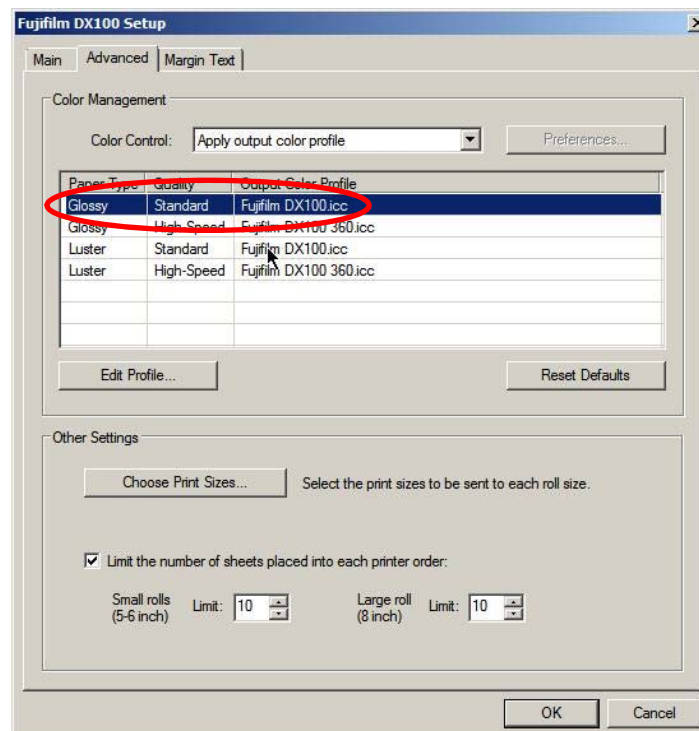 Fujifilm DX100 Setup
Main Advanced Margin Text
Color Management
Color Control: Apply output color profile Preferences...
Paper Type Quality Output Color Profile
Glossy Standard Fujifilm DX100.icc
Glossy High-Speed Fujifilm DX100 360.icc
Luster Standard Fujifilm DX100.icc
Luster High-Speed Fujifilm DX100 360.icc
Edit Profile... Reset Defaults
Other Settings
Choose Print Sizes... Select the print sizes to be sent to each roll size.
Limit the number of sheets placed into each printer order:
Small rolls
(5-6 inch) Limit: 10
Large roll
(8 inch) Limit: 10
OK Cancel